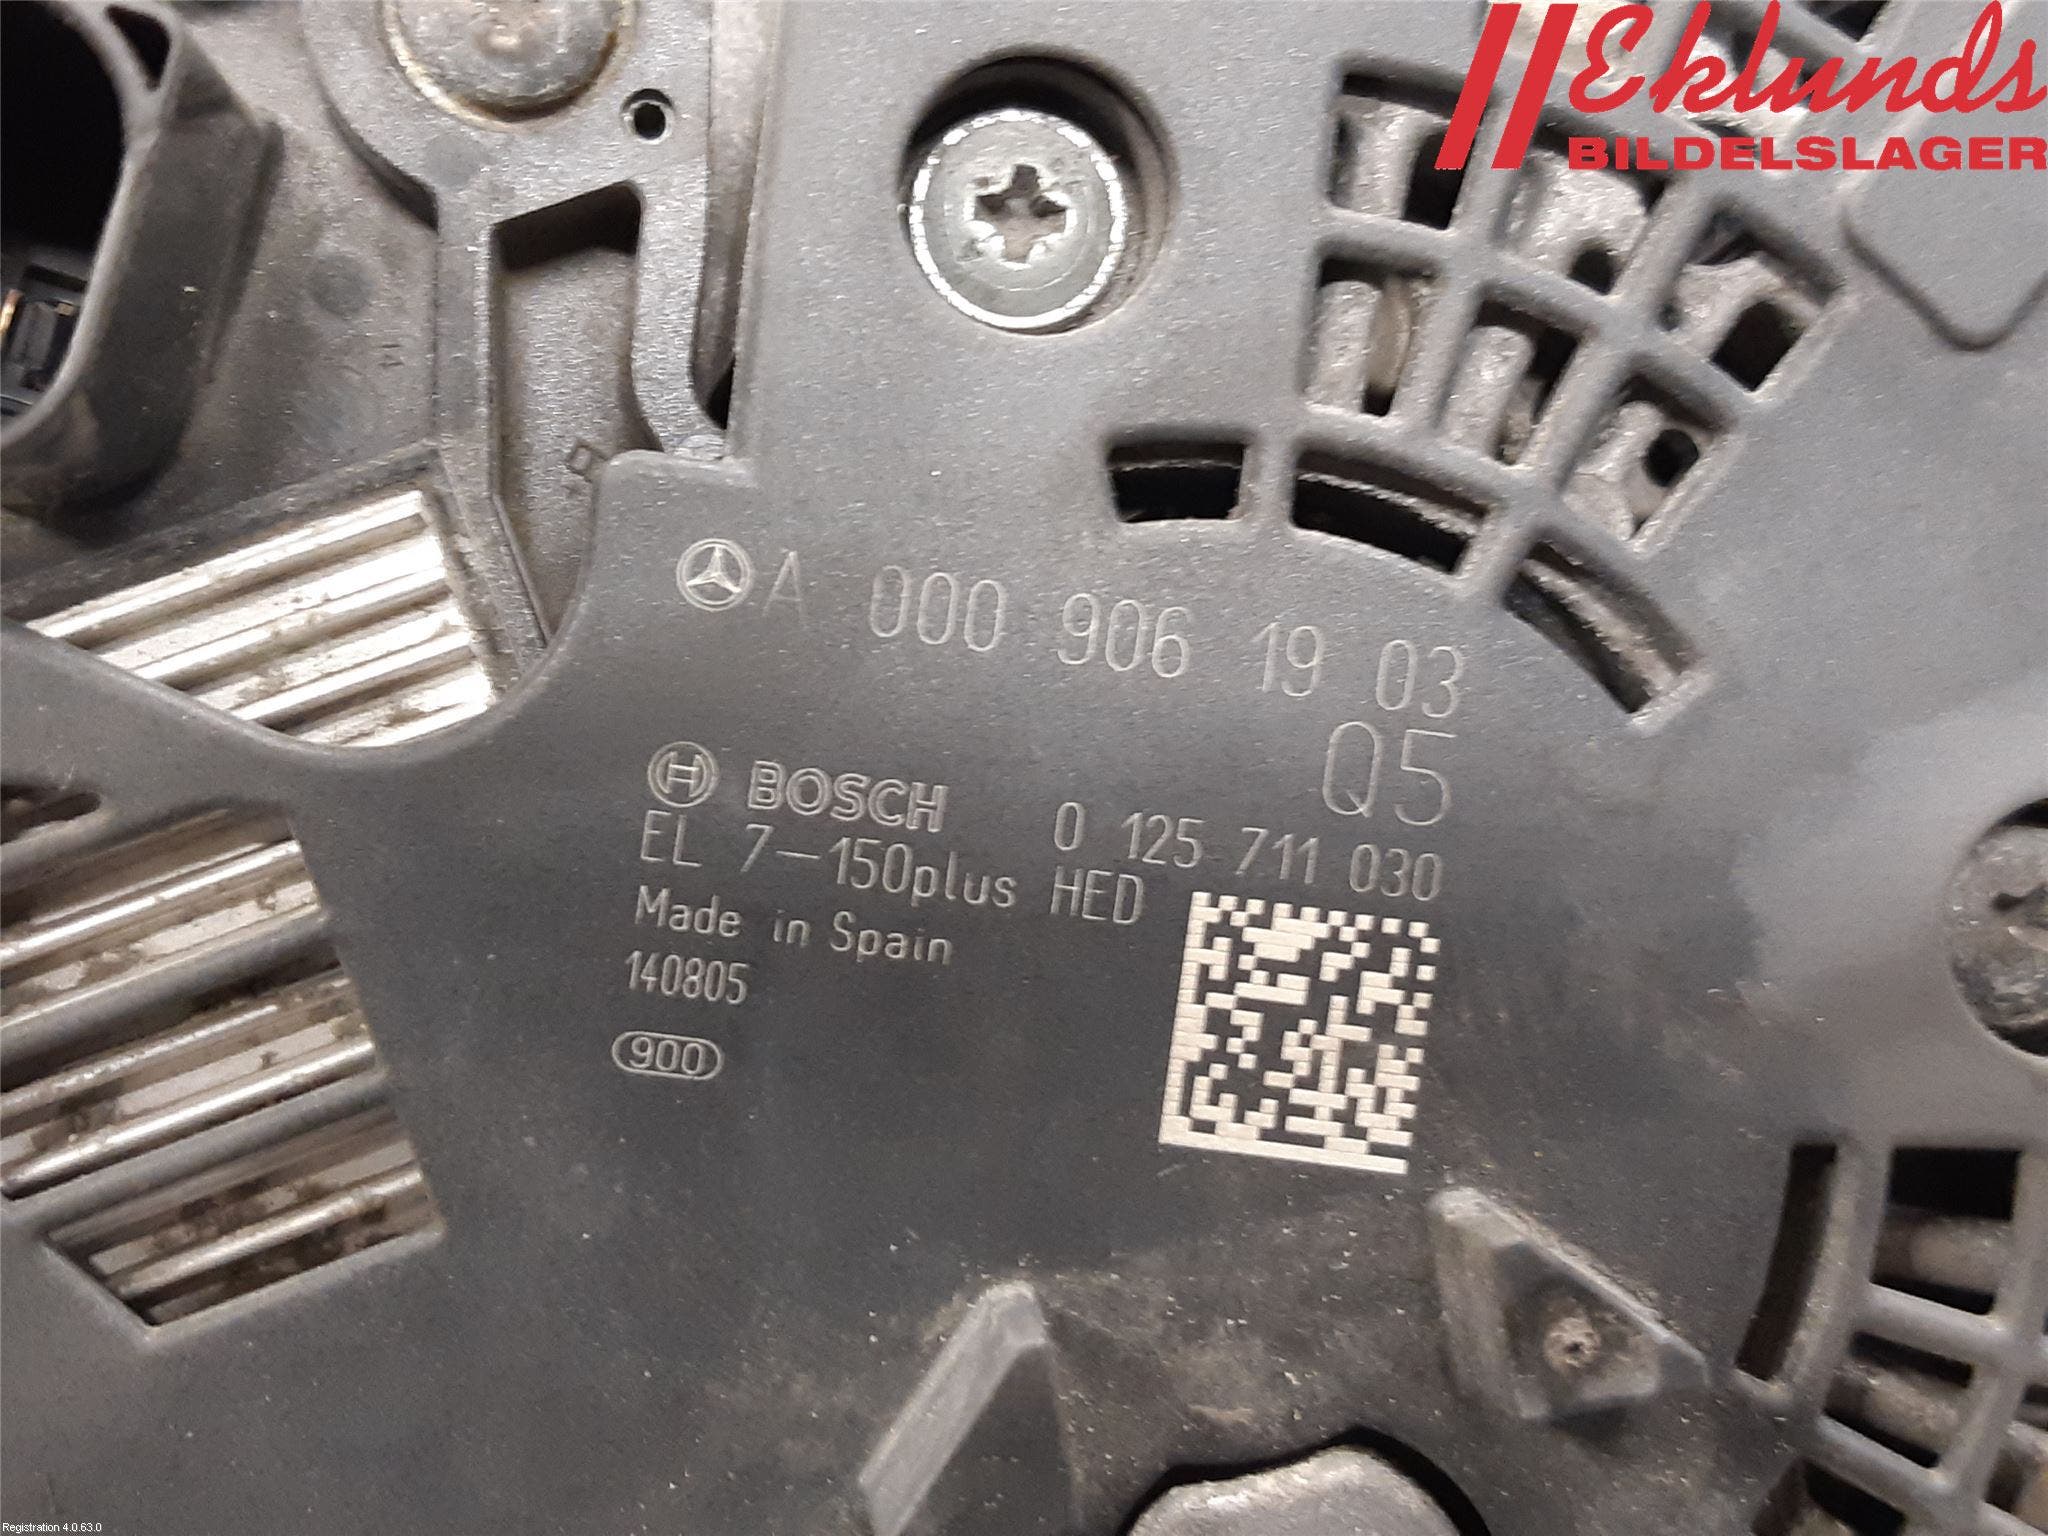 Eklunds
BILDELSLAGER
A 000 906 19 03
Q5
BOSCH 0 125 711 030
EL 7-150plus HED
Made in Spain
140805
900
Registration 4.0.63.0